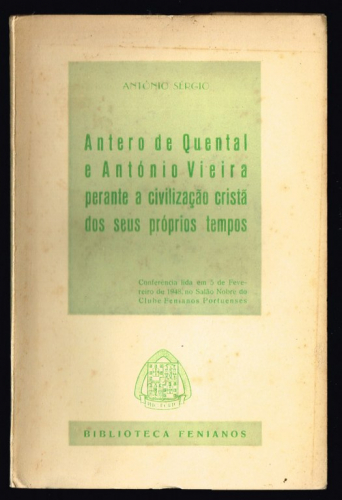 ANTÓNIO SÉRGIO
Antero de Quental
e António Vieira
perante a civilização cristã
dos seus próprios tempos
Conferência lida em 5 de Feve-
reiro de 1948, no Salão Nobre do
Clube Fenianos Portuenses
BIBLIOTECA FENIANOS